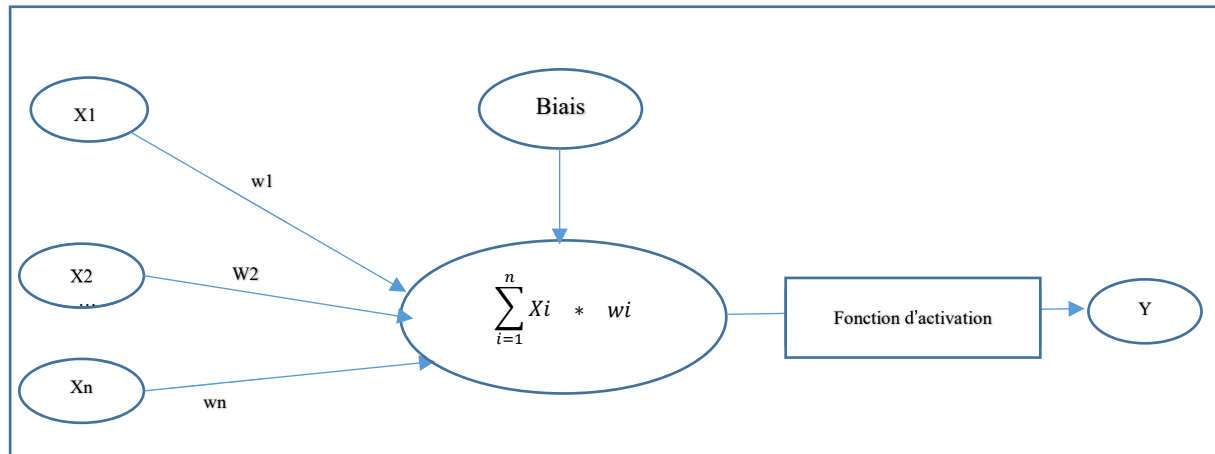 X1
Biais
w1
X2
...
W2
n
∑ Xi * wi
i=1
Fonction d'activation
Y
Xn
wn